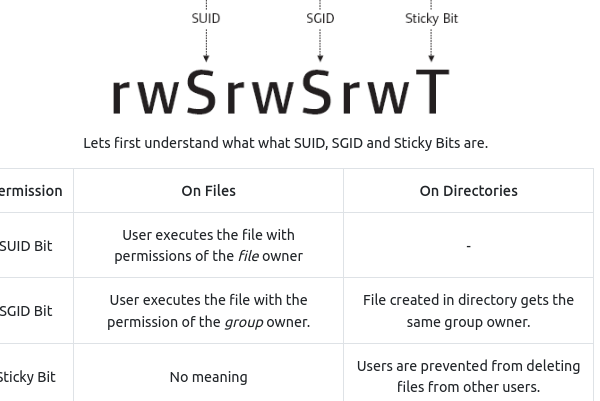 SUID SGID Sticky Bit
rwSrwSrwT
Lets first understand what what SUID, SGID and Sticky Bits are.
ermission On Files On Directories
SUID Bit User executes the file with permissions of the file owner -
SGID Bit User executes the file with the permission of the group owner. File created in directory gets the same group owner.
Sticky Bit No meaning Users are prevented from deleting files from other users.